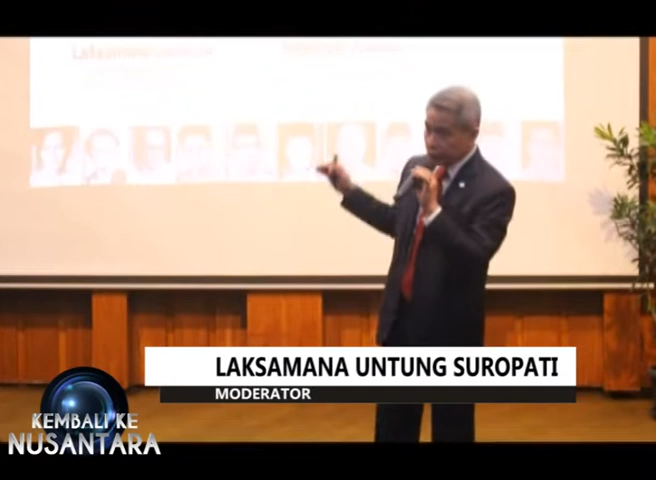 LAKSAMANA UNTUNG SUROPATI
MODERATOR
KEMBALI KE
NUSANTARA